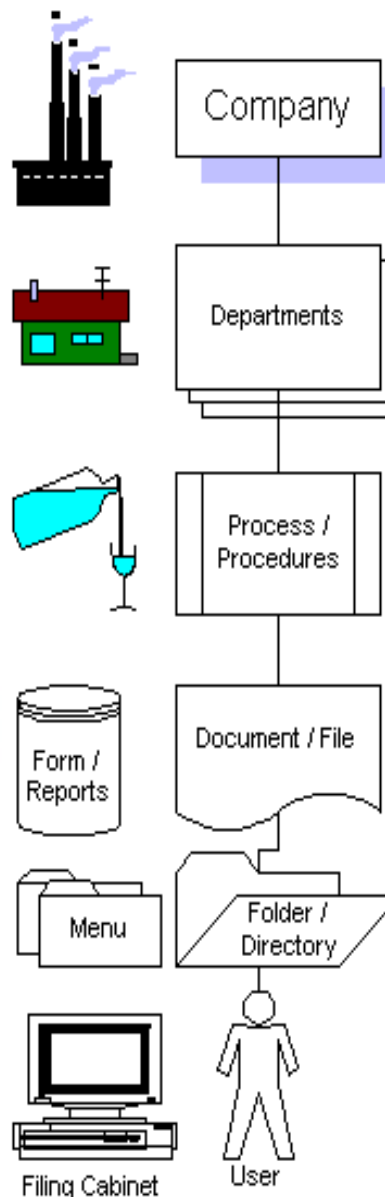 Company
Departments
Process /
Procedures
Form /
Reports
Document / File
Menu
Folder /
Directory
Filing Cabinet
User